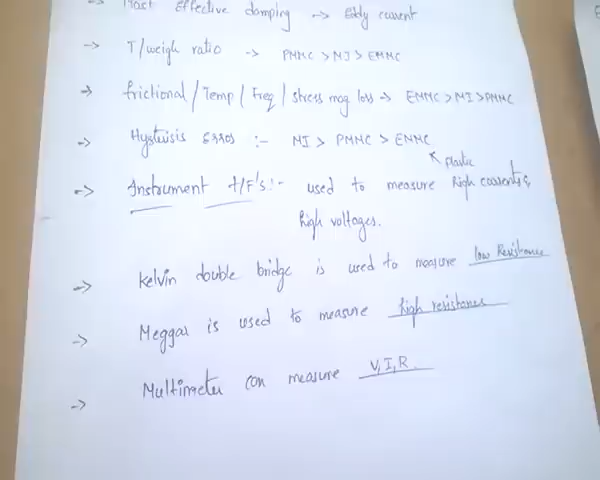 -> Most Effective damping -> Eddy current
-> T/weigh ratio -> PMMC > MI > EMMC
-> frictional / Temp / Freq / stress mag loss -> EMMC > MI > PMMC
-> Hysterisis Error :- MI > PMMC > EMMC
plastic
-> Instrument t/f's :- used to measure high currents,
high voltages.
-> Kelvin double bridge is used to measure low Resistance
-> Meggar is used to measure high resistance
-> Multimeter can measure V, I, R.